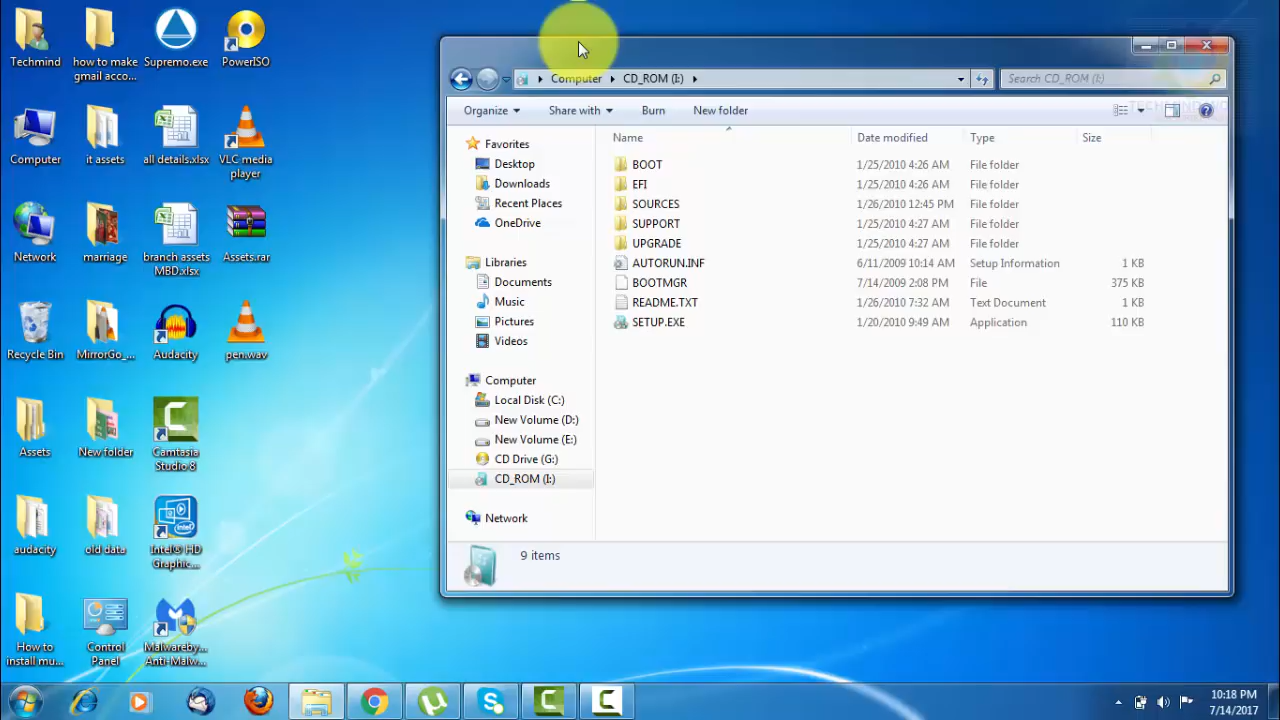 Techmind
how to make
gmail acco...
Supremo.exe
PowerISO
Computer
it assets
all details.xlsx
VLC media
player
Network
marriage
branch assets
MBD.xlsx
Assets.rar
Recycle Bin
MirrorGo_...
Audacity
pen.wav
Assets
New folder
Camtasia
Studio 8
audacity
old data
Intel® HD
Graphic...
How to
install mu...
Control
Panel
Malwareby...
Anti-Malw...
Computer CD_ROM (I:)
Search CD_ROM (I:)
Organize Share with Burn New folder
Favorites
Desktop
Downloads
Recent Places
OneDrive
Libraries
Documents
Music
Pictures
Videos
Computer
Local Disk (C:)
New Volume (D:)
New Volume (E:)
CD Drive (G:)
CD_ROM (I:)
Network
Name Date modified Type Size
BOOT 1/25/2010 4:26 AM File folder
EFI 1/25/2010 4:26 AM File folder
SOURCES 1/26/2010 12:45 PM File folder
SUPPORT 1/25/2010 4:27 AM File folder
UPGRADE 1/25/2010 4:27 AM File folder
AUTORUN.INF 6/11/2009 10:14 AM Setup Information 1 KB
BOOTMGR 7/14/2009 2:08 PM File 375 KB
README.TXT 1/26/2010 7:32 AM Text Document 1 KB
SETUP.EXE 1/20/2010 9:49 AM Application 110 KB
9 items
10:18 PM
7/14/2017